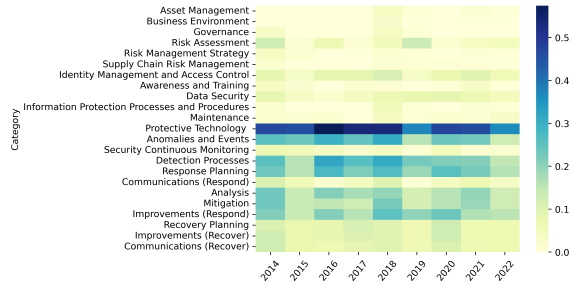 Category
Asset Management
Business Environment
Governance
Risk Assessment
Risk Management Strategy
Supply Chain Risk Management
Identity Management and Access Control
Awareness and Training
Data Security
Information Protection Processes and Procedures
Maintenance
Protective Technology
Anomalies and Events
Security Continuous Monitoring
Detection Processes
Response Planning
Communications (Respond)
Analysis
Mitigation
Improvements (Respond)
Recovery Planning
Improvements (Recover)
Communications (Recover)
2014 2015 2016 2017 2018 2019 2020 2021 2022
0.5
0.4
0.3
0.2
0.1
0.0